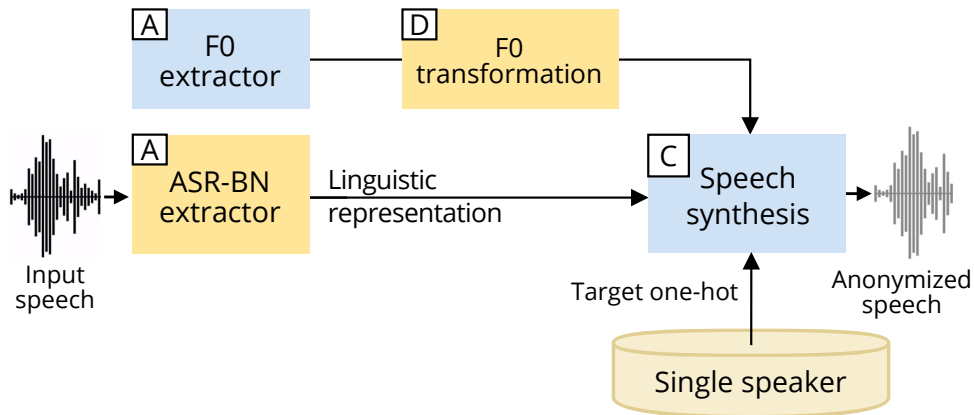 A
F0
extractor
D
F0
transformation
A
ASR-BN
extractor
Linguistic
representation
C
Speech
synthesis
Input
speech
Anonymized
speech
Target one-hot
Single speaker